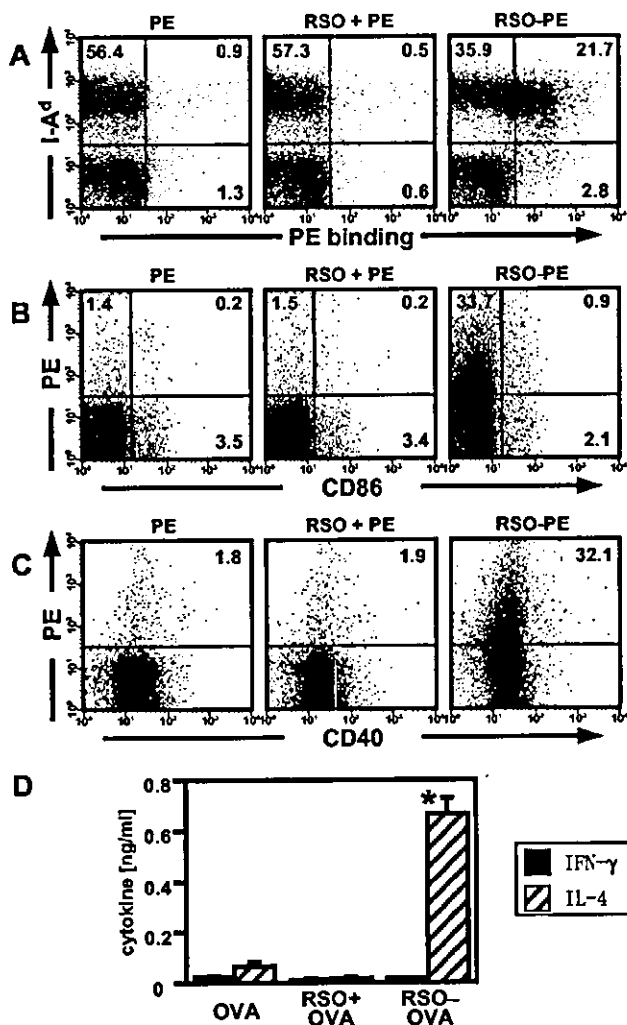 PE RSO + PE RSO-PE
A
56.4 0.9 57.3 0.5 35.9 21.7
I-Aᵈ
1.3 0.6 2.8
PE binding
PE RSO + PE RSO-PE
B
1.4 0.2 1.5 0.2 33.7 0.9
PE
3.5 3.4 2.1
CD86
PE RSO + PE RSO-PE
C
1.8 1.9 32.1
PE
CD40
D
cytokine [ng/ml]
0.8
0.6
0.4
0.2
0
*
IFN-γ
IL-4
OVA RSO+ OVA RSO– OVA